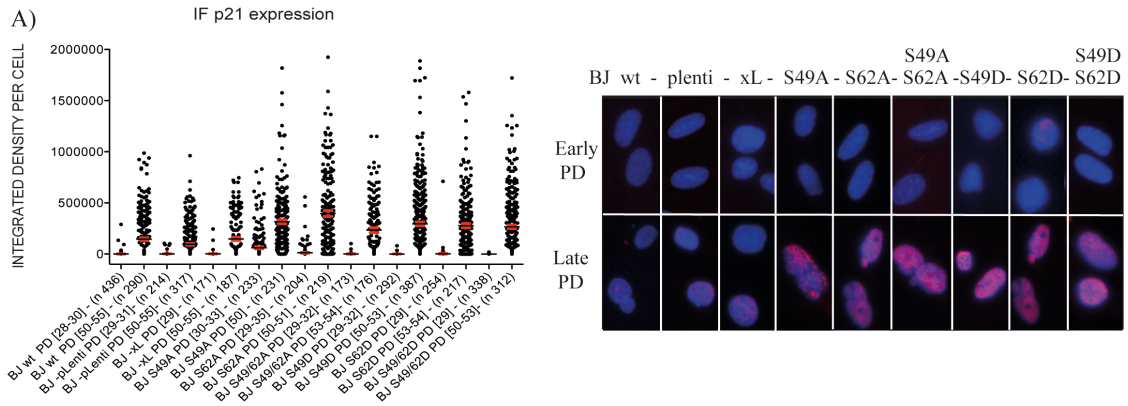 A)
IF p21 expression
INTEGRATED DENSITY PER CELL
2000000
1500000
1000000
500000
0
BJ wt PD [28-30]- (n 436)
BJ wt PD [50-55]- (n 290)
BJ -pLenti PD [29-31]- (n 214)
BJ -pLenti PD [50-55]- (n 317)
BJ -xL PD [29]- (n 171)
BJ -xL PD [50-55]- (n 187)
BJ S49A PD [30-33]- (n 233)
BJ S49A PD [50]- (n 231)
BJ S62A PD [29-35]- (n 204)
BJ S62A PD [50-51]- (n 219)
BJ S49/62A PD [29-32]- (n 173)
BJ S49/62A PD [53-54]- (n 176)
BJ S49D PD [29-32]- (n 292)
BJ S49D PD [50-53]- (n 387)
BJ S62D PD [29]- (n 254)
BJ S62D PD [53-54]- (n 217)
BJ S49/62D PD [29]- (n 338)
BJ S49/62D PD [50-53]- (n 312)
S49A S49D
BJ wt - plenti - xL - S49A - S62A- S62A -S49D- S62D- S62D
Early
PD
Late
PD